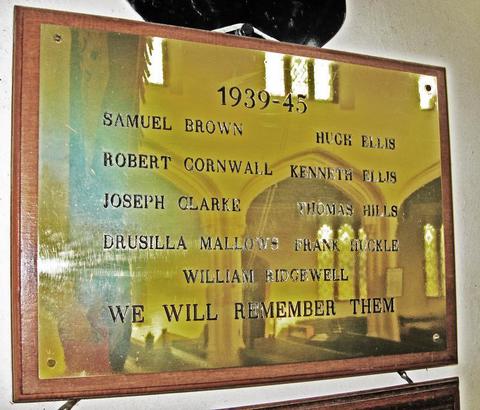 1939-45
SAMUEL BROWN HUGH ELLIS
ROBERT CORNWALL KENNETH ELLIS
JOSEPH CLARKE THOMAS HILLS
DRUSILLA MALLOWS FRANK HUCKLE
WILLIAM RIDGEWELL
WE WILL REMEMBER THEM